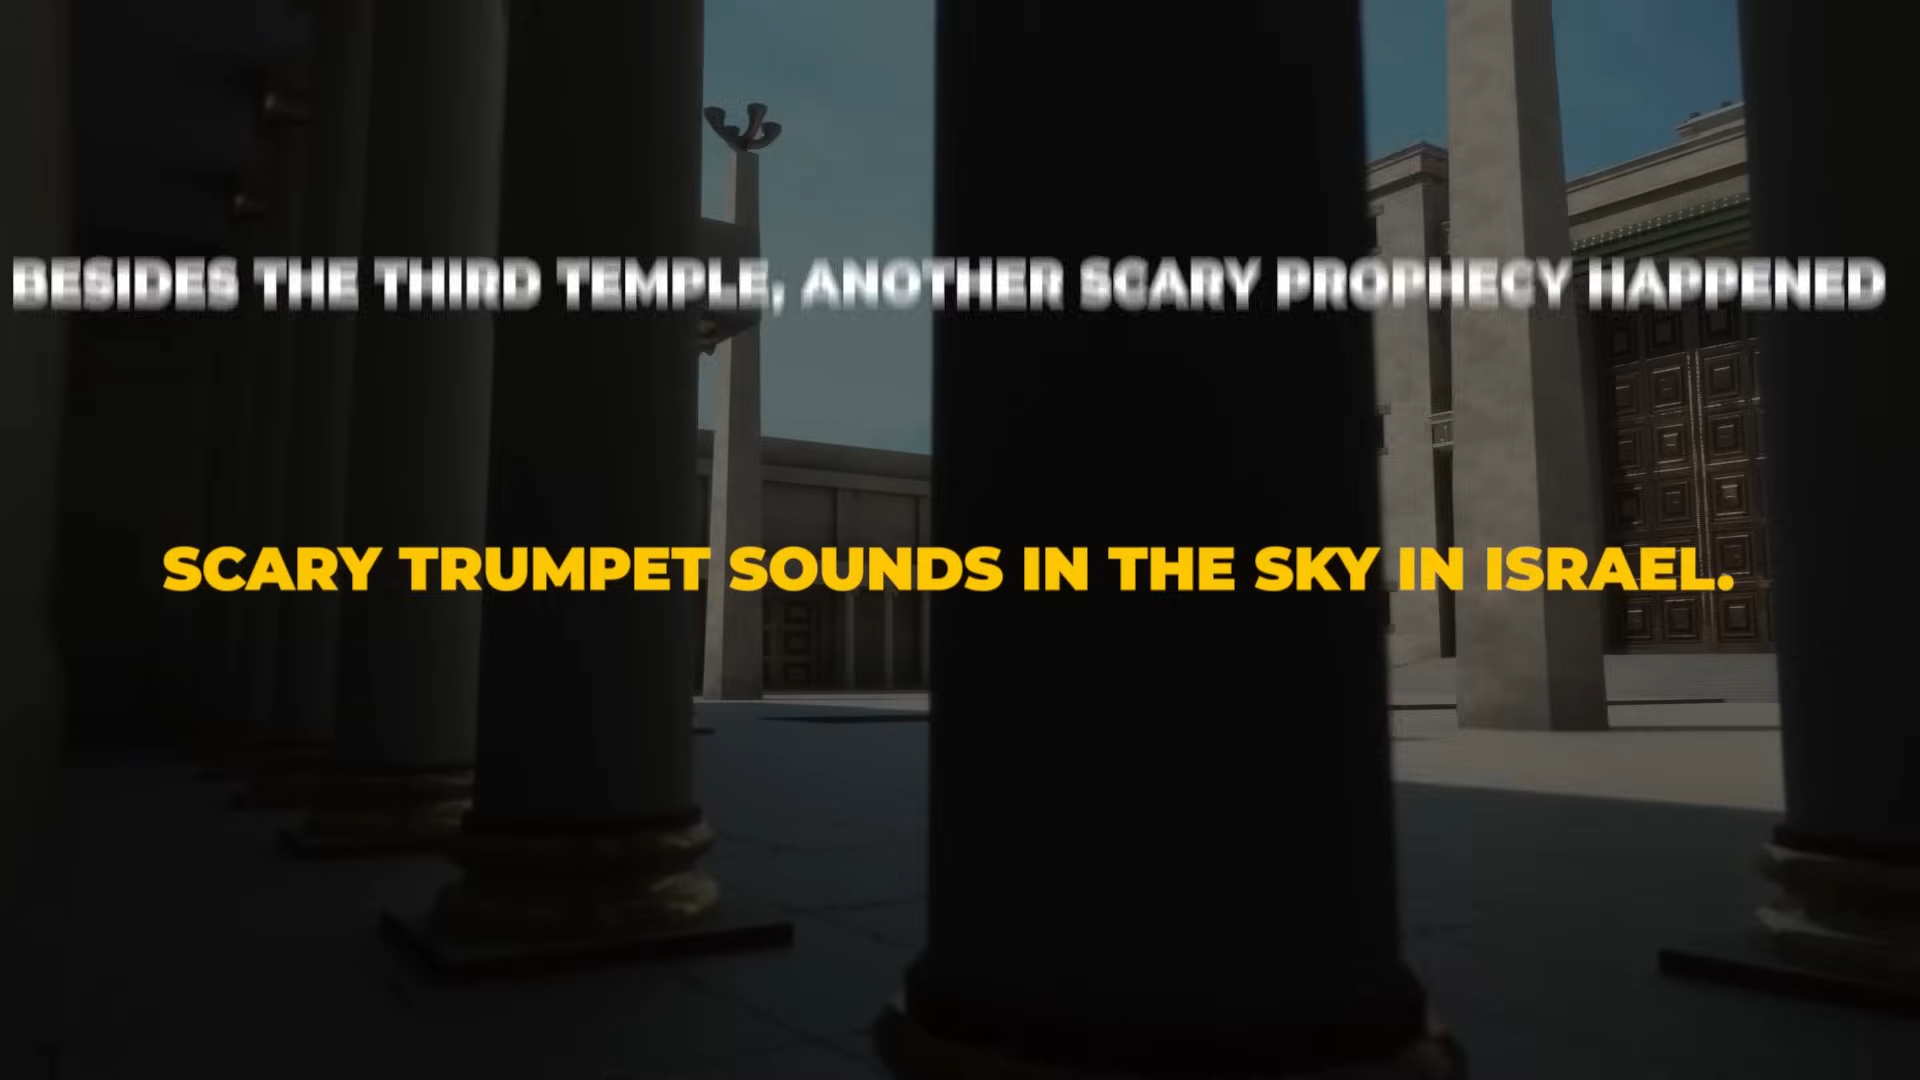 BESIDES THE THIRD TEMPLE, ANOTHER SCARY PROPHECY HAPPENED
SCARY TRUMPET SOUNDS IN THE SKY IN ISRAEL.